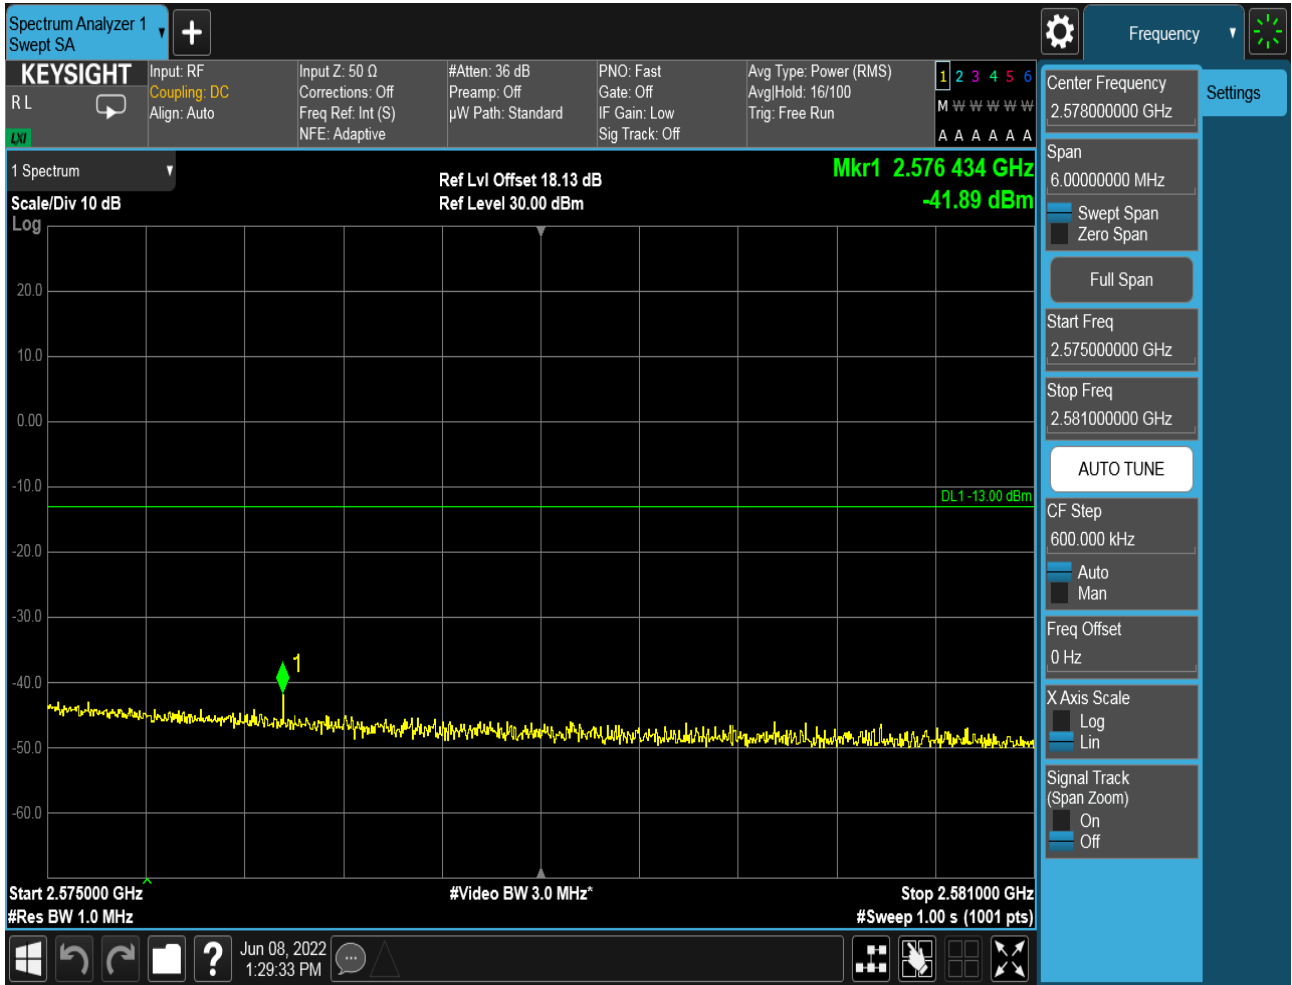 Spectrum Analyzer 1
Swept SA
Frequency
KEYSIGHT
R L
LXI
Input: RF
Coupling: DC
Align: Auto
Input Z: 50 Ω
Corrections: Off
Freq Ref: Int (S)
NFE: Adaptive
#Atten: 36 dB
Preamp: Off
µW Path: Standard
PNO: Fast
Gate: Off
IF Gain: Low
Sig Track: Off
Avg Type: Power (RMS)
Avg|Hold: 16/100
Trig: Free Run
1 2 3 4 5 6
M W W W W W
A A A A A A
1 Spectrum
Scale/Div 10 dB
Log
Ref Lvl Offset 18.13 dB
Ref Level 30.00 dBm
Mkr1 2.576 434 GHz
-41.89 dBm
20.0
10.0
0.00
-10.0
DL1 -13.00 dBm
-20.0
-30.0
1
-40.0
-50.0
-60.0
Start 2.575000 GHz
#Res BW 1.0 MHz
#Video BW 3.0 MHz*
Stop 2.581000 GHz
#Sweep 1.00 s (1001 pts)
Center Frequency
2.578000000 GHz
Span
6.00000000 MHz
Swept Span
Zero Span
Full Span
Start Freq
2.575000000 GHz
Stop Freq
2.581000000 GHz
AUTO TUNE
CF Step
600.000 kHz
Auto
Man
Freq Offset
0 Hz
X Axis Scale
Log
Lin
Signal Track
(Span Zoom)
On
Off
Settings
?
Jun 08, 2022
1:29:33 PM